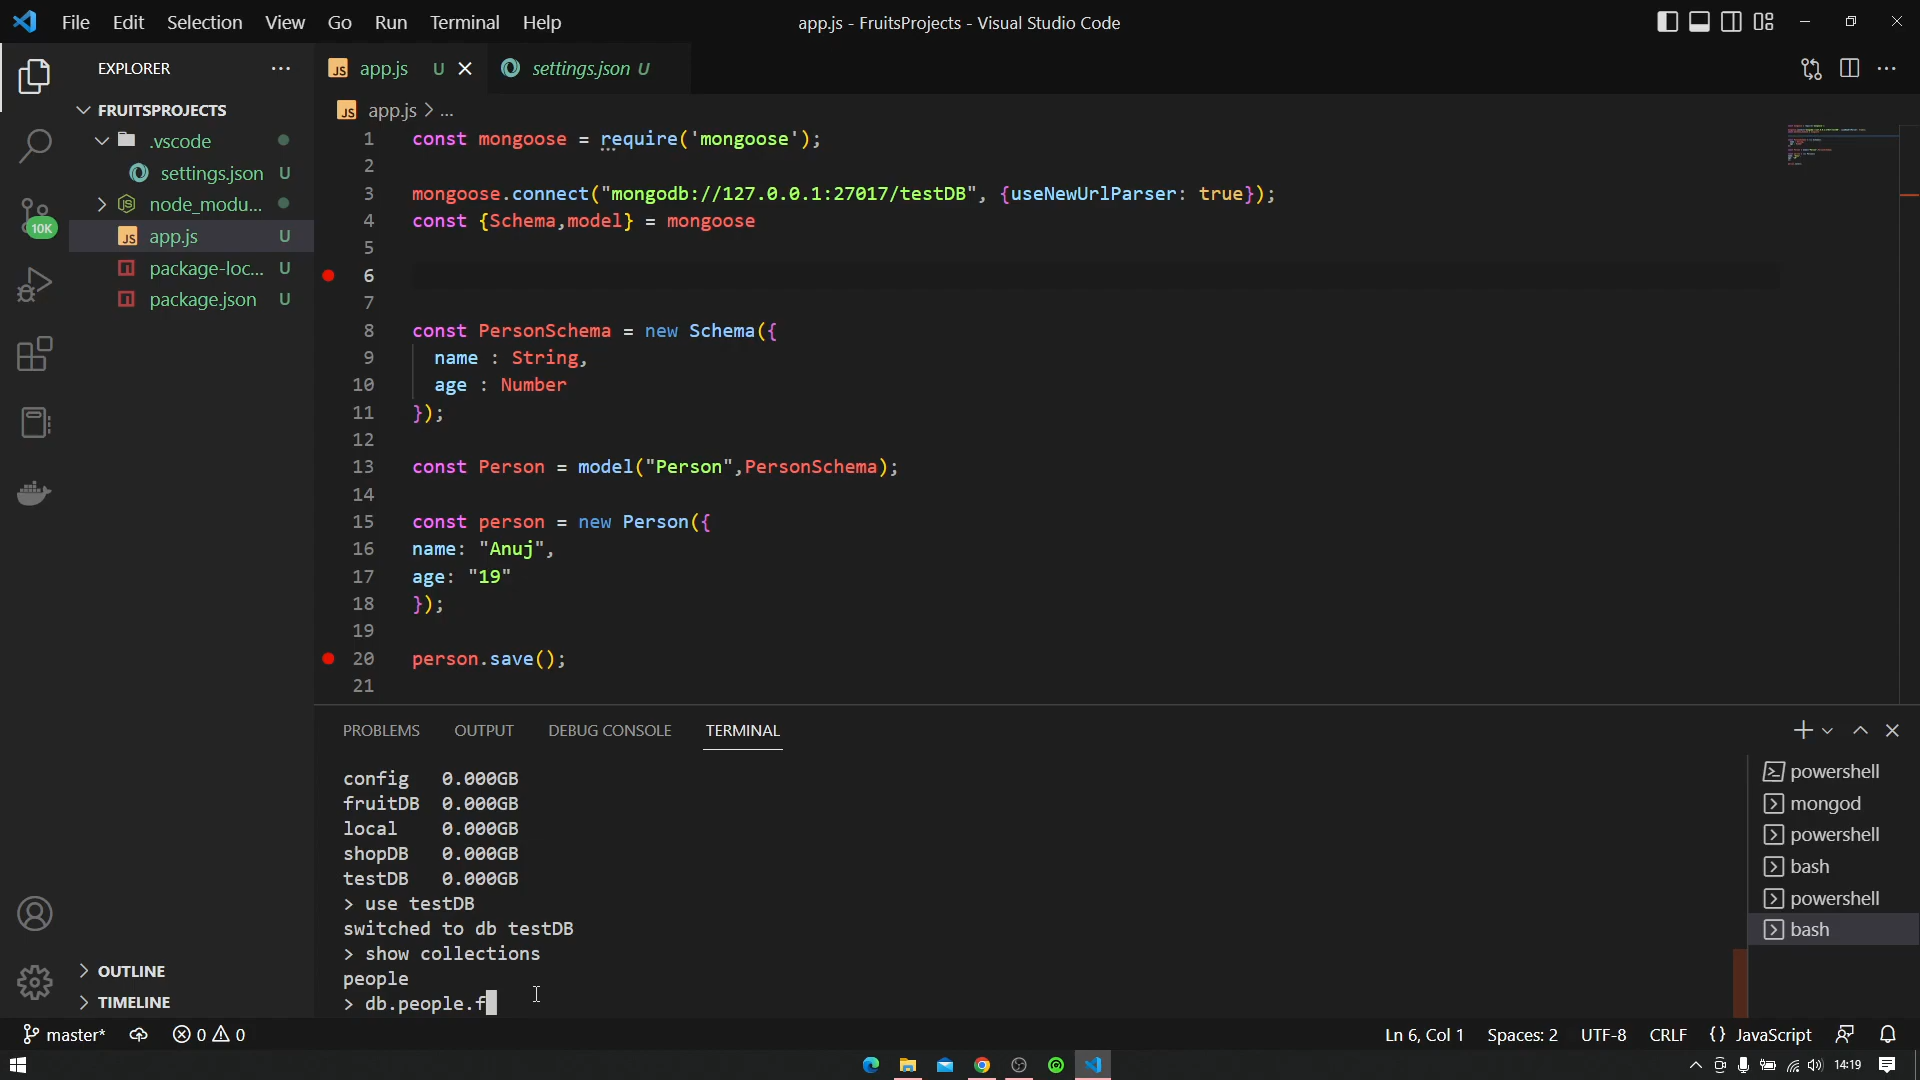 File Edit Selection View Go Run Terminal Help
app.js - FruitsProjects - Visual Studio Code
EXPLORER
FRUITSPROJECTS
.vscode
settings.json U
node_modu...
app.js U
package-loc... U
package.json U
OUTLINE
TIMELINE
10K
app.js U
settings.json U
app.js > ...
1 const mongoose = require('mongoose');
2
3 mongoose.connect("mongodb://127.0.0.1:27017/testDB", {useNewUrlParser: true});
4 const {Schema,model} = mongoose
5
6
7
8 const PersonSchema = new Schema({
9 name : String,
10 age : Number
11 });
12
13 const Person = model("Person",PersonSchema);
14
15 const person = new Person({
16 name: "Anuj",
17 age: "19"
18 });
19
20 person.save();
21
PROBLEMS OUTPUT DEBUG CONSOLE TERMINAL
config 0.000GB
fruitDB 0.000GB
local 0.000GB
shopDB 0.000GB
testDB 0.000GB
> use testDB
switched to db testDB
> show collections
people
> db.people.f
powershell
mongod
powershell
bash
powershell
bash
master* 0 0
Ln 6, Col 1 Spaces: 2 UTF-8 CRLF {} JavaScript
14:19